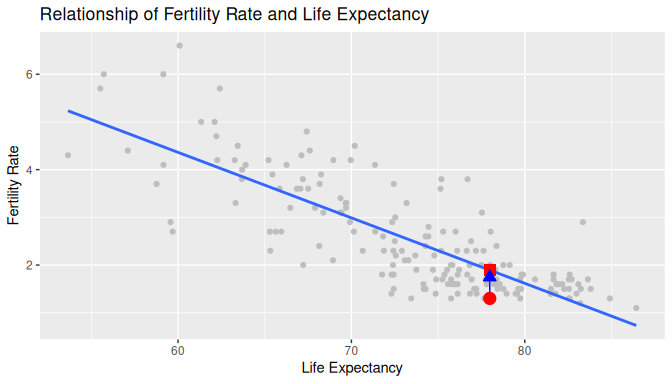 Relationship of Fertility Rate and Life Expectancy
Fertility Rate
6
4
2
60 70 80
Life Expectancy